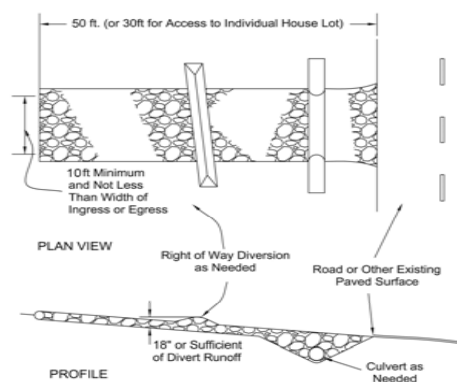 50 ft. (or 30ft for Access to Individual House Lot)
10ft Minimum
and Not Less
Than Width of
Ingress or Egress
PLAN VIEW
Right of Way Diversion
as Needed
Road or Other Existing
Paved Surface
18" or Sufficient
of Divert Runoff
Culvert as
Needed
PROFILE